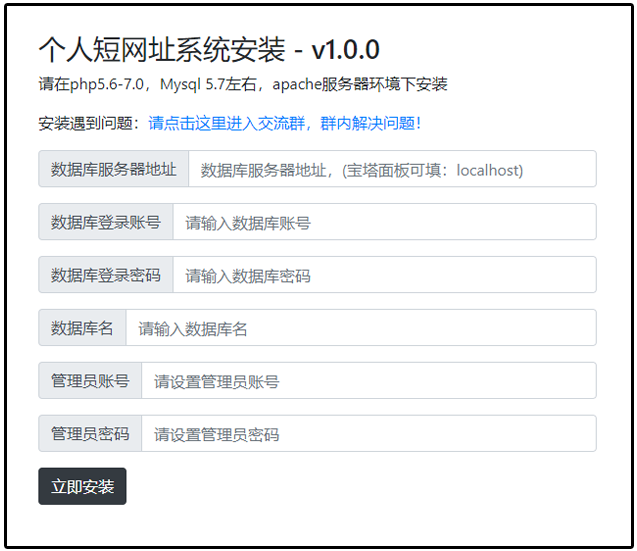 个人短网址系统安装 - v1.0.0
请在php5.6-7.0，Mysql 5.7左右，apache服务器环境下安装
安装遇到问题：请点击这里进入交流群，群内解决问题！
数据库服务器地址 数据库服务器地址，(宝塔面板可填：localhost)
数据库登录账号 请输入数据库账号
数据库登录密码 请输入数据库密码
数据库名 请输入数据库名
管理员账号 请设置管理员账号
管理员密码 请设置管理员密码
立即安装